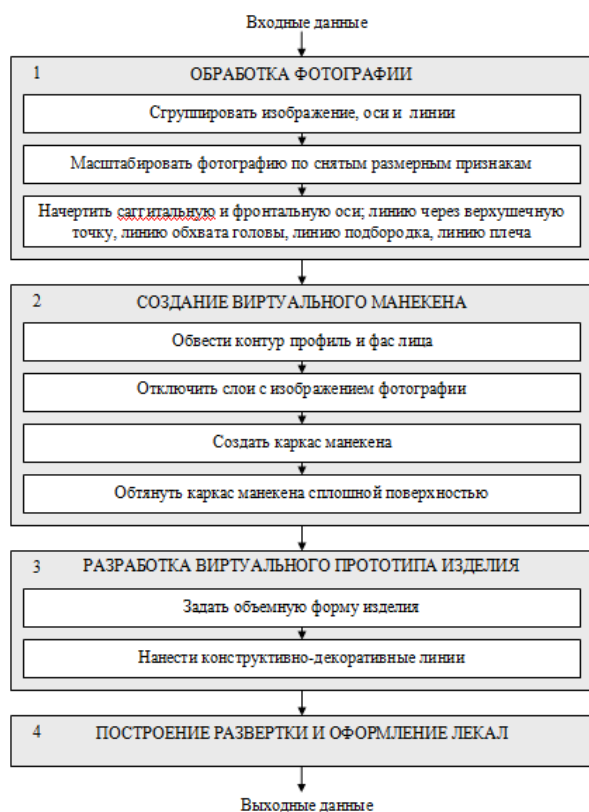 Входные данные
1 ОБРАБОТКА ФОТОГРАФИИ
Сгруппировать изображение, оси и линии
Масштабировать фотографию по снятым размерным признакам
Начертить саггитальную и фронтальную оси; линию через верхушечную
точку, линию обхвата головы, линию подбородка, линию плеча
2 СОЗДАНИЕ ВИРТУАЛЬНОГО МАНЕКЕНА
Обвести контур профиль и фас лица
Отключить слои с изображением фотографии
Создать каркас манекена
Обтянуть каркас манекена сплошной поверхностью
3 РАЗРАБОТКА ВИРТУАЛЬНОГО ПРОТОТИПА ИЗДЕЛИЯ
Задать объемную форму изделия
Нанести конструктивно-декоративные линии
4 ПОСТРОЕНИЕ РАЗВЕРТКИ И ОФОРМЛЕНИЕ ЛЕКАЛ
Выходные данные